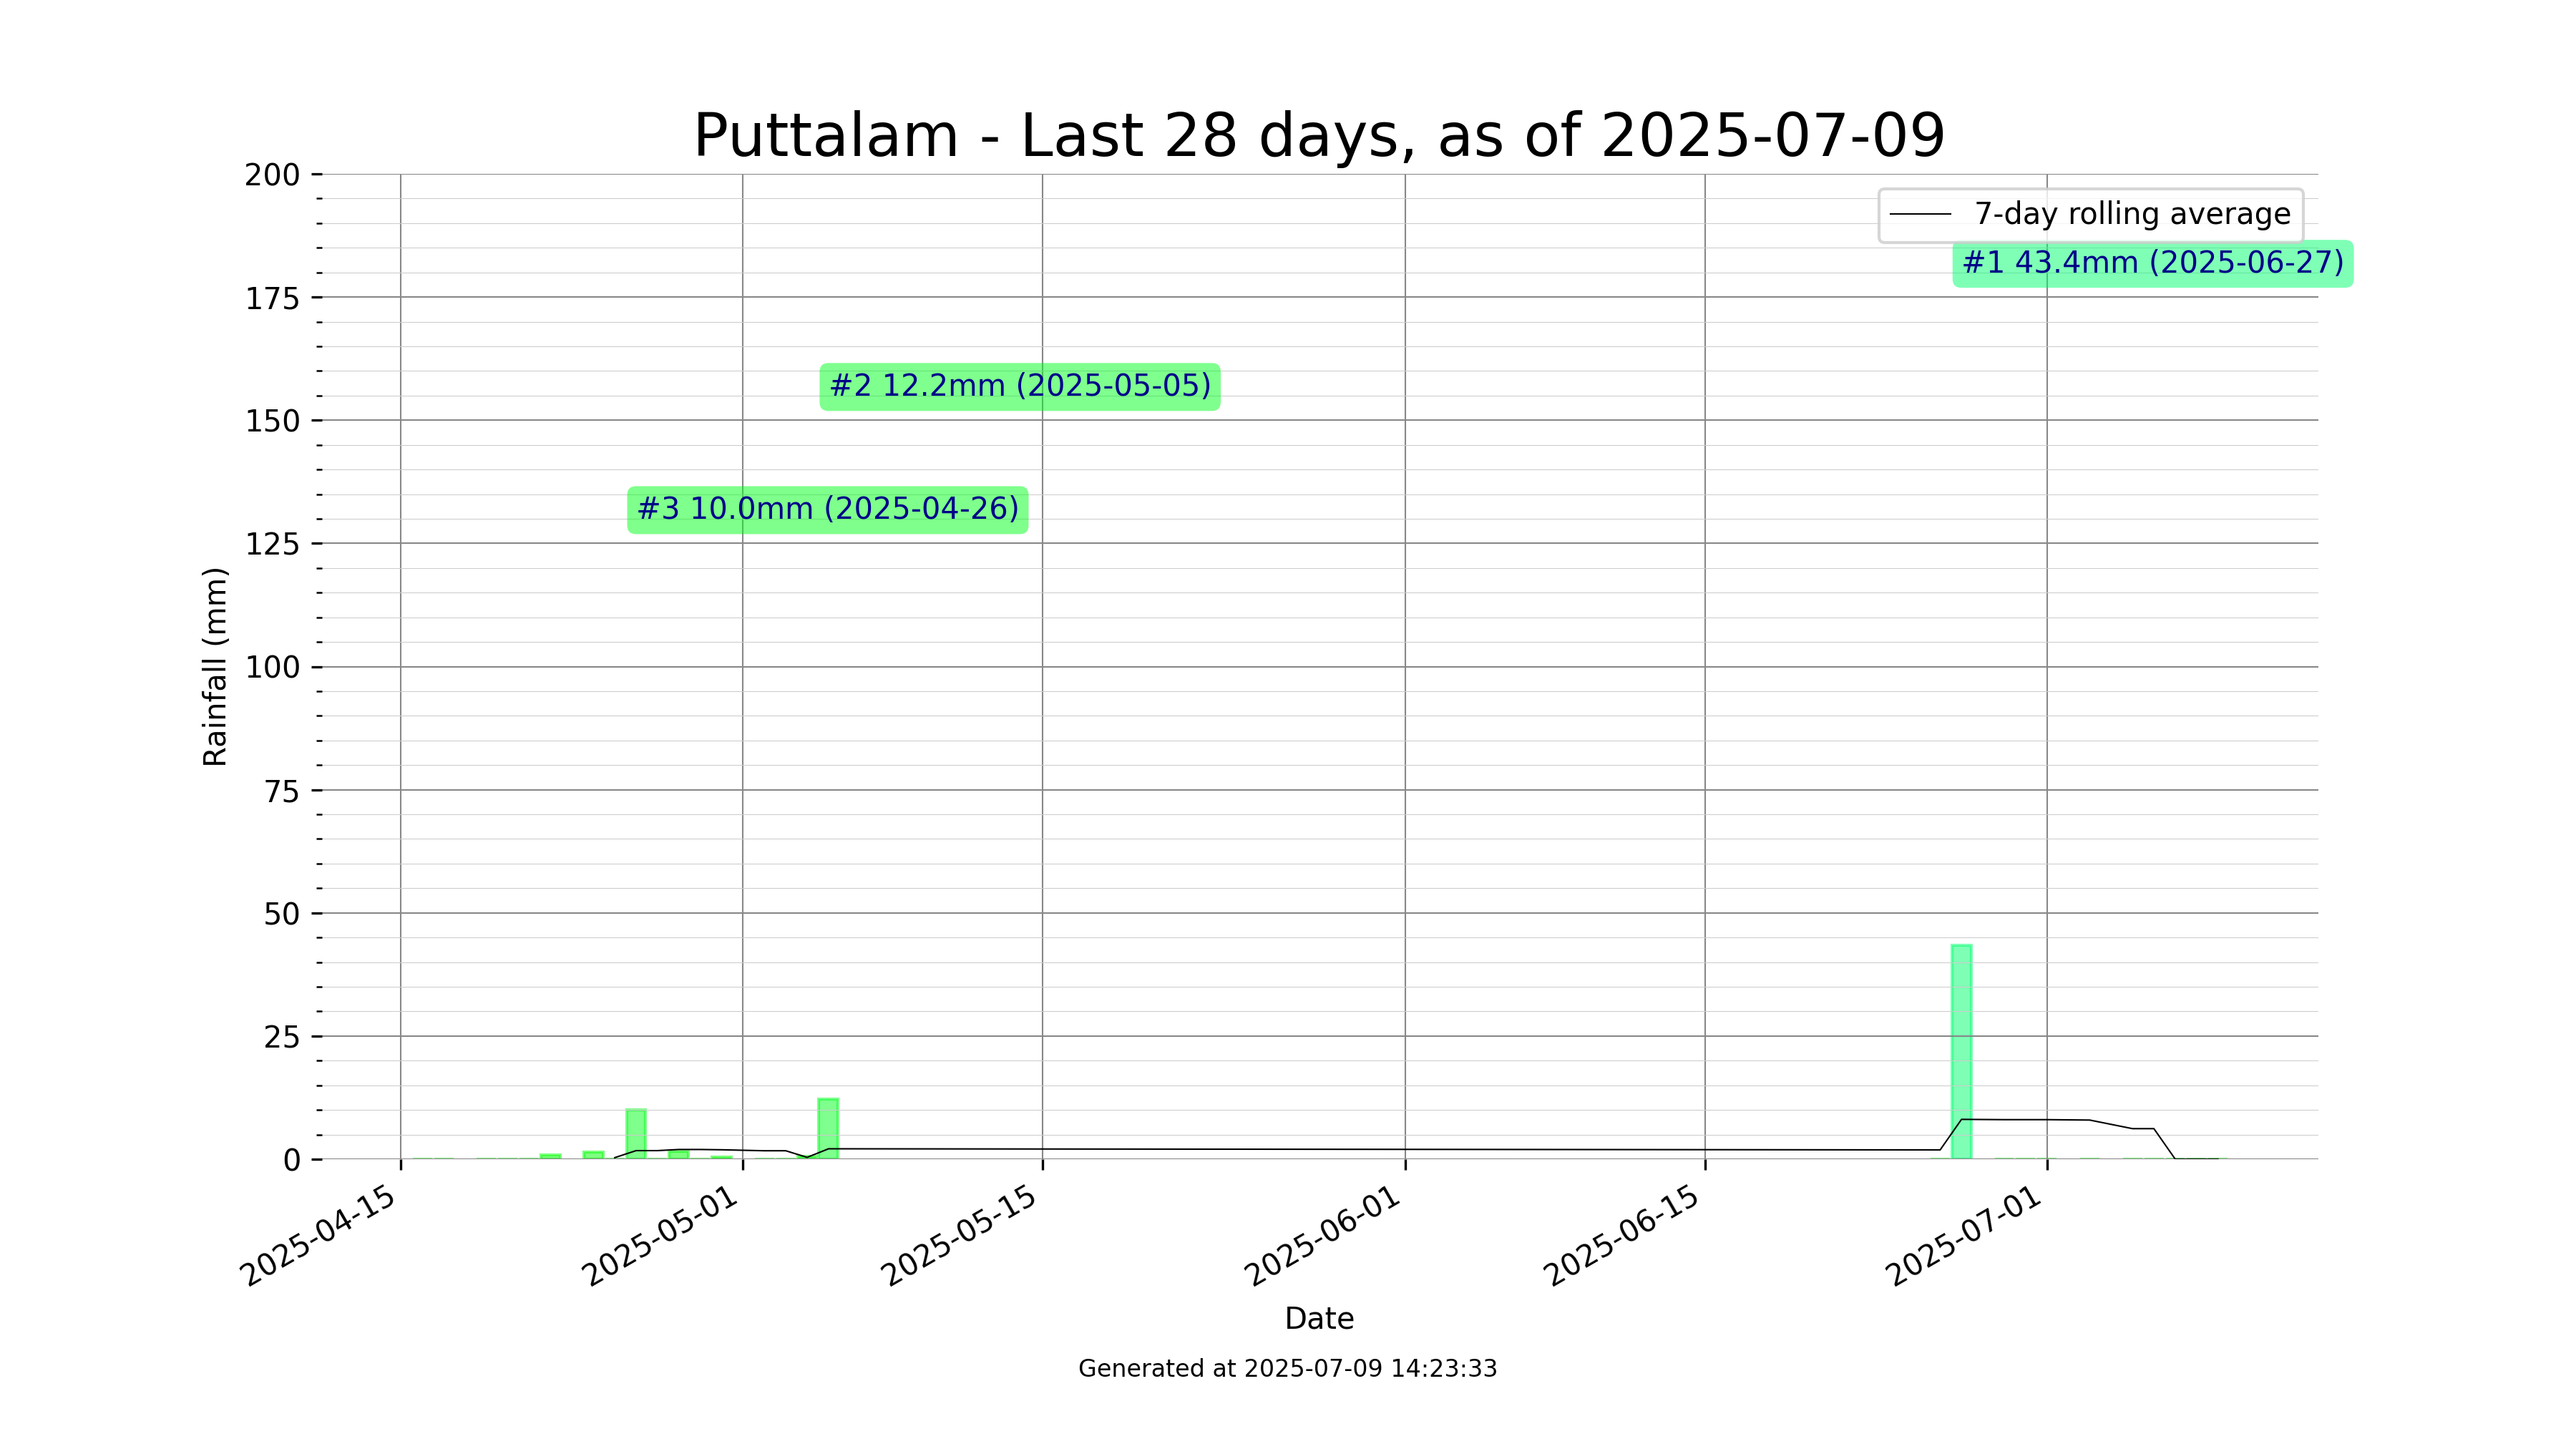 Puttalam - Last 28 days, as of 2025-07-09
200
175
150
125
100
75
50
25
0
Rainfall (mm)
7-day rolling average
#1 43.4mm (2025-06-27)
#2 12.2mm (2025-05-05)
#3 10.0mm (2025-04-26)
2025-04-15
2025-05-01
2025-05-15
2025-06-01
2025-06-15
2025-07-01
Date
Generated at 2025-07-09 14:23:33